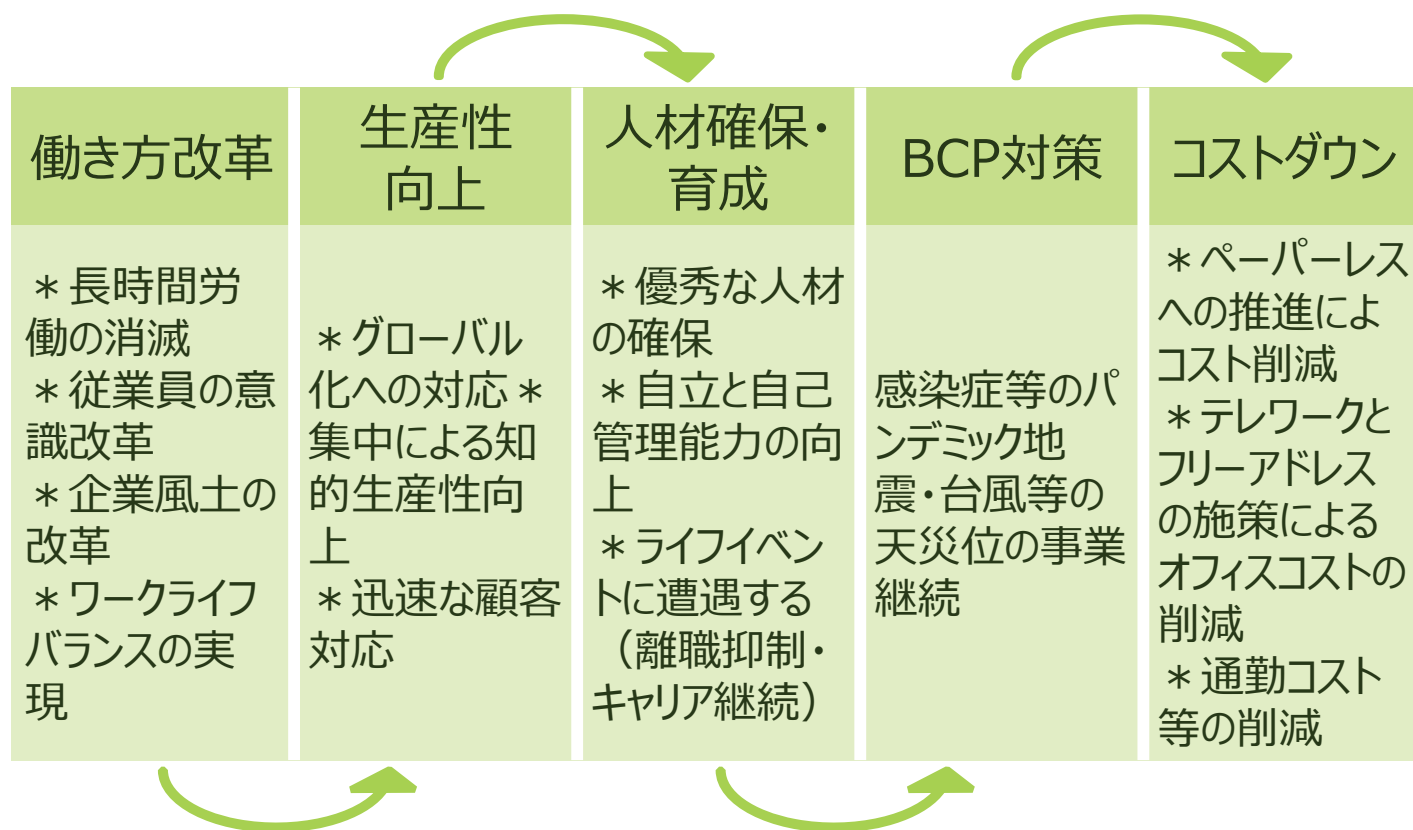 働き方改革
生産性
向上
人材確保・
育成
BCP対策
コストダウン
＊長時間労
働の消滅
＊従業員の意
識改革
＊企業風土の
改革
＊ワークライフ
バランスの実
現
＊グローバル
化への対応＊
集中による知
的生産性向
上
＊迅速な顧客
対応
＊優秀な人材
の確保
＊自立と自己
管理能力の向
上
＊ライフイベン
トに遭遇する
（離職抑制・
キャリア継続）
感染症等のパ
ンデミック地
震・台風等の
天災位の事業
継続
＊ペーパーレス
への推進によ
コスト削減
＊テレワークと
フリーアドレス
の施策による
オフィスコストの
削減
＊通勤コスト
等の削減